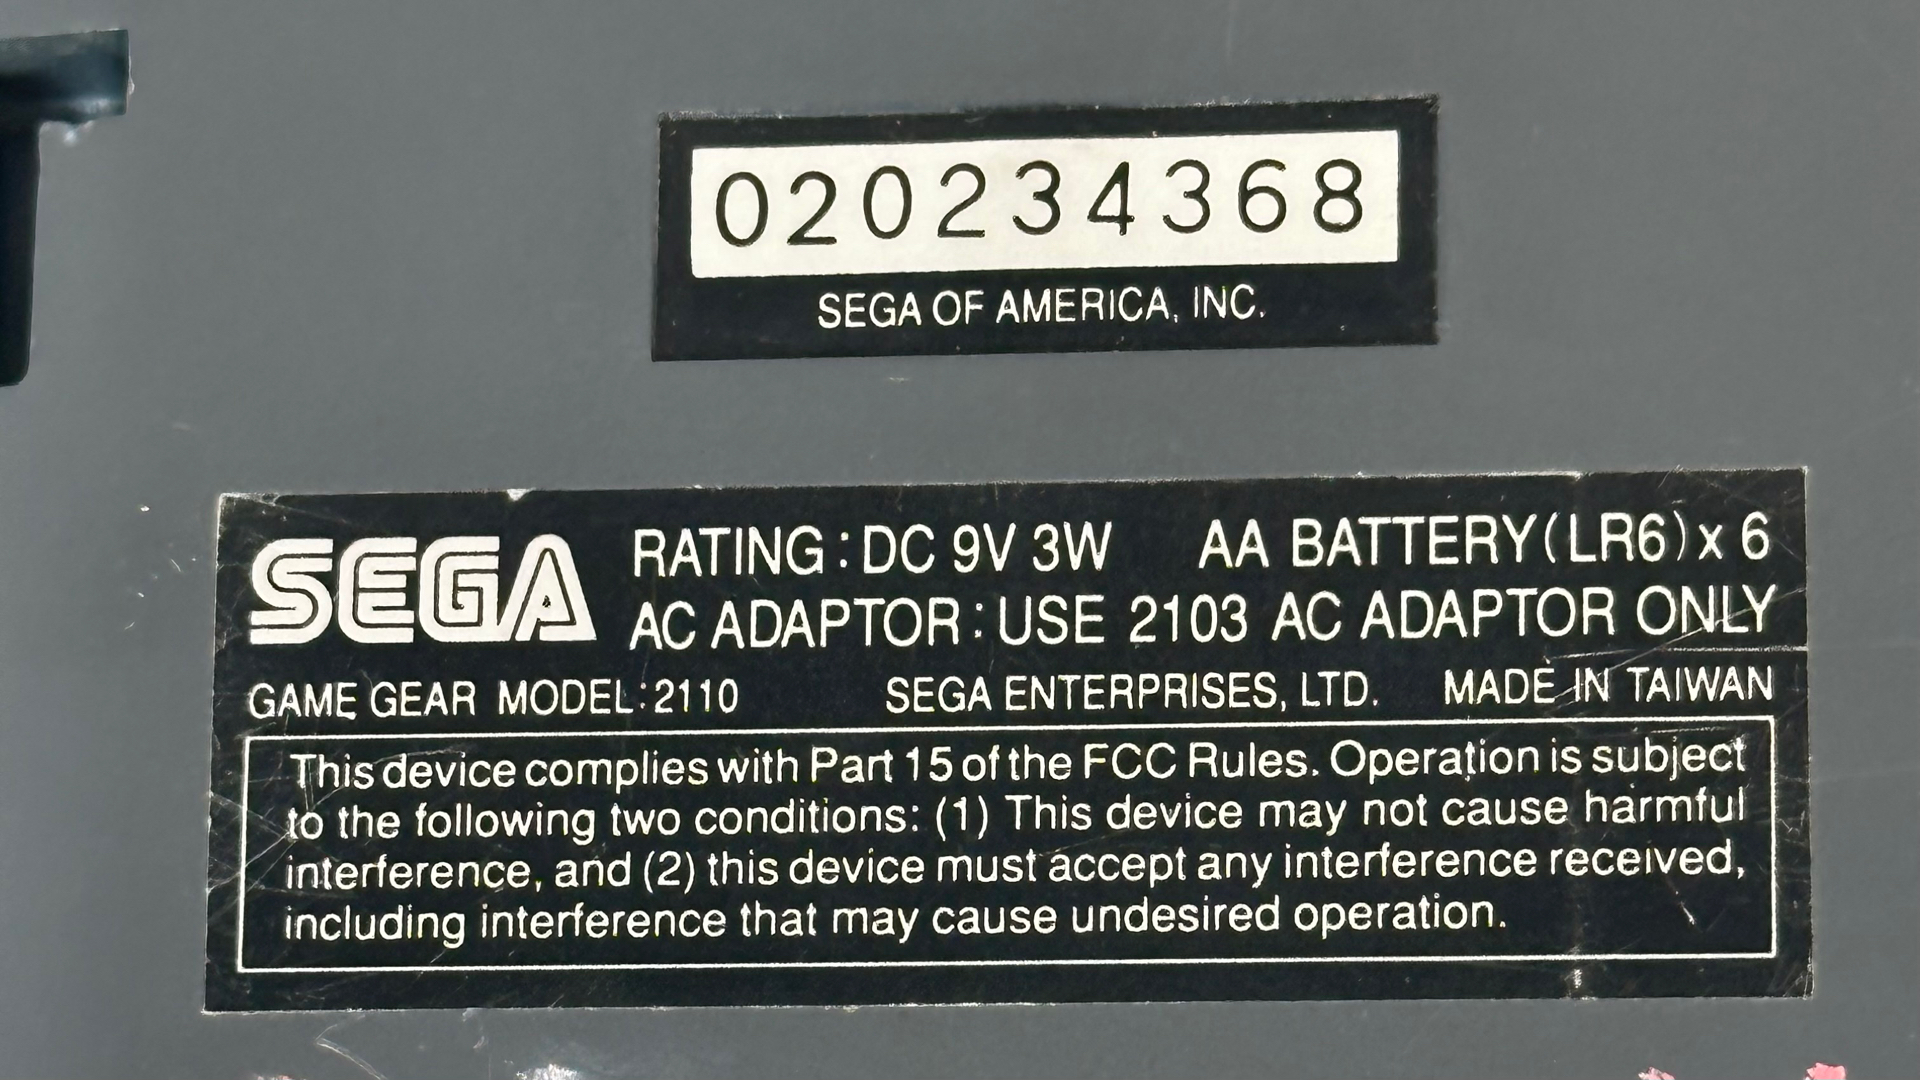 020234368
SEGA OF AMERICA, INC.
SEGA
RATING : DC 9V 3W AA BATTERY(LR6) x 6
AC ADAPTOR : USE 2103 AC ADAPTOR ONLY
GAME GEAR MODEL:2110 SEGA ENTERPRISES, LTD. MADE IN TAIWAN
This device complies with Part 15 of the FCC Rules. Operation is subject
to the following two conditions: (1) This device may not cause harmful
interference, and (2) this device must accept any interference received,
including interference that may cause undesired operation.